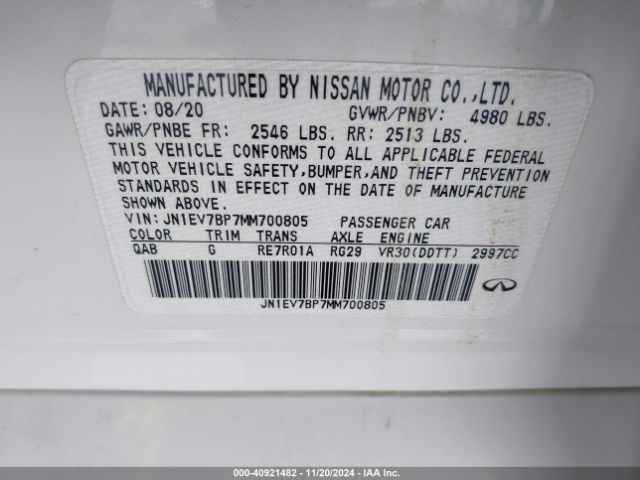 MANUFACTURED BY NISSAN MOTOR CO.,LTD.
DATE: 08/20 GVWR/PNBV: 4980 LBS.
GAWR/PNBE FR: 2546 LBS. RR: 2513 LBS.
THIS VEHICLE CONFORMS TO ALL APPLICABLE FEDERAL
MOTOR VEHICLE SAFETY,BUMPER,AND THEFT PREVENTION
STANDARDS IN EFFECT ON THE DATE OF MANUFACTURE
SHOWN ABOVE.
VIN: JN1EV7BP7MM700805 PASSENGER CAR
COLOR TRIM TRANS AXLE ENGINE
QAB G RE7R01A RG29 VR30(DDTT) 2997CC
JN1EV7BP7MM700805
000-40921482 - 11/20/2024 - IAA Inc.